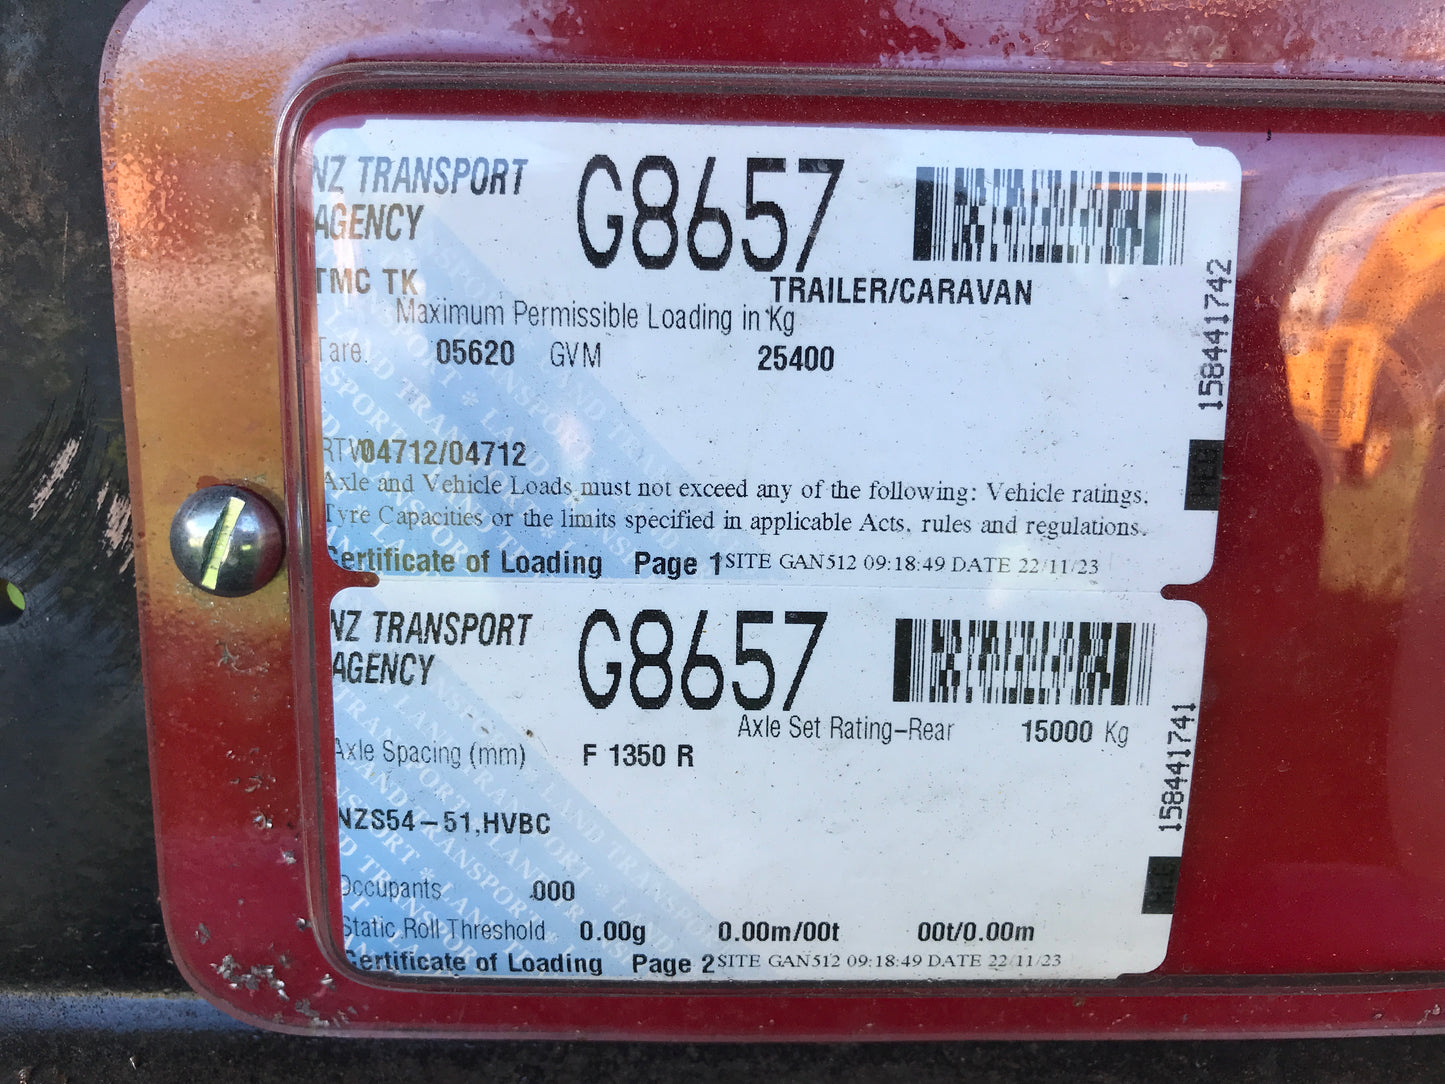 NZ TRANSPORT
AGENCY
G8657
TMC TK
TRAILER/CARAVAN
Maximum Permissible Loading in Kg
Tare. 05620 GVM 25400
158441742
RTV04712/04712
Axle and Vehicle Loads must not exceed any of the following: Vehicle ratings,
Tyre Capacities or the limits specified in applicable Acts, rules and regulations.
Certificate of Loading Page 1 SITE GAN512 09:18:49 DATE 22/11/23
NZ TRANSPORT
AGENCY
G8657
Axle Set Rating-Rear 15000 Kg
Axle Spacing (mm) F 1350 R
158441741
NZS54-51,HVBC
Occupants 000
Static Roll Threshold 0.00g 0.00m/00t 00t/0.00m
Certificate of Loading Page 2 SITE GAN512 09:18:49 DATE 22/11/23